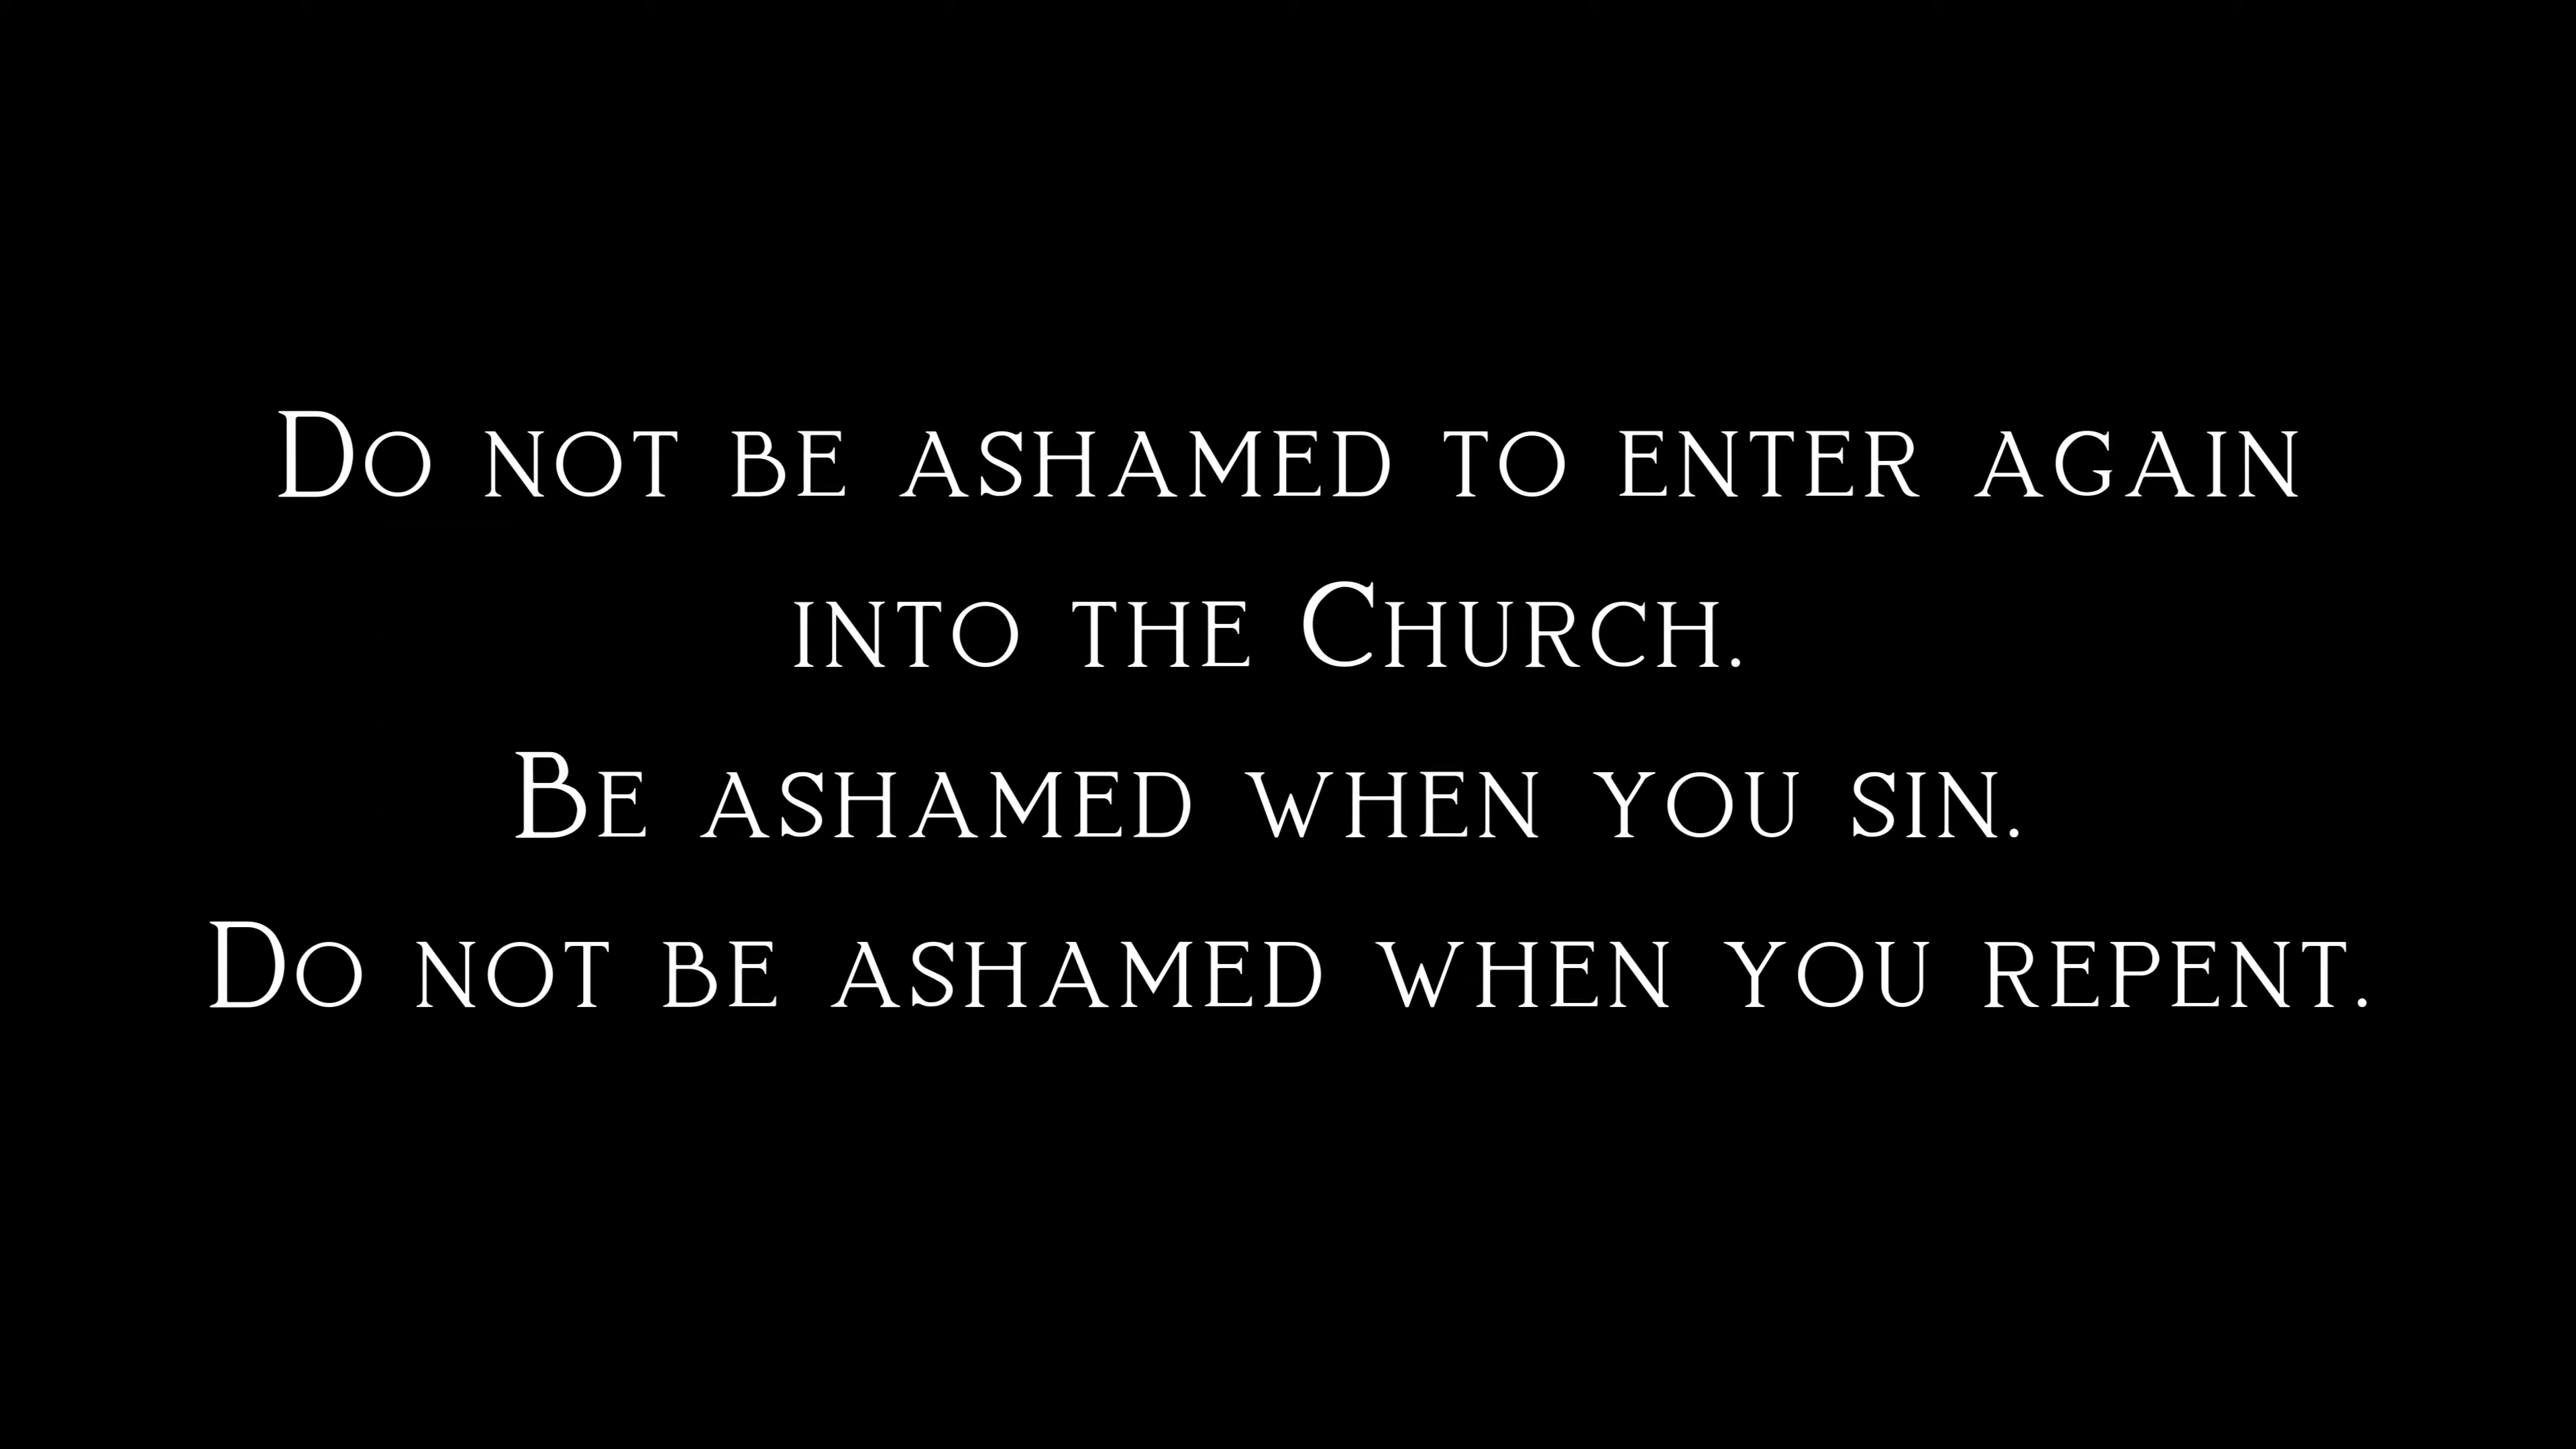 Do not be ashamed to enter again
into the Church.
Be ashamed when you sin.
Do not be ashamed when you repent.